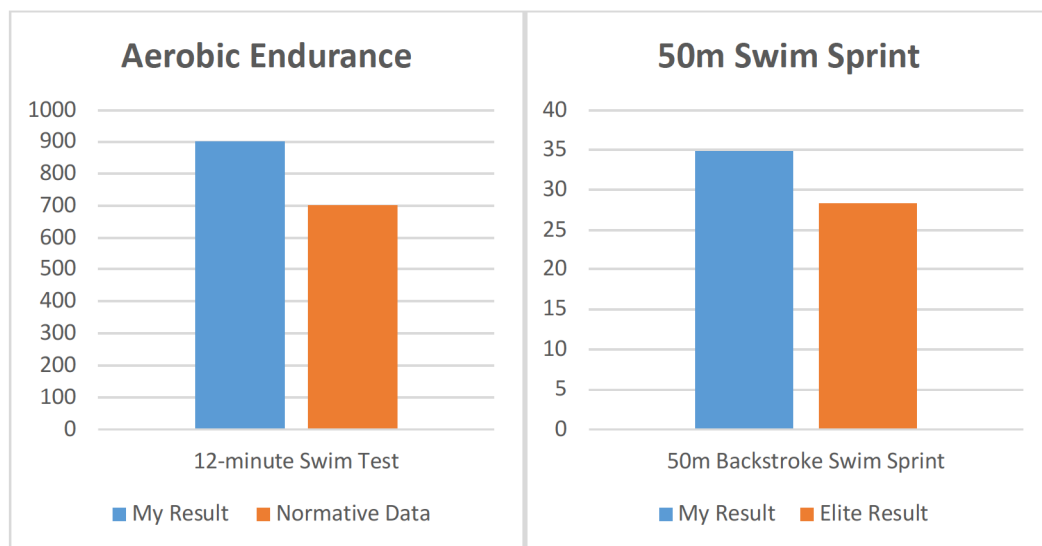 Aerobic Endurance
1000
900
800
700
600
500
400
300
200
100
0
12-minute Swim Test
My Result
Normative Data
50m Swim Sprint
40
35
30
25
20
15
10
5
0
50m Backstroke Swim Sprint
My Result
Elite Result